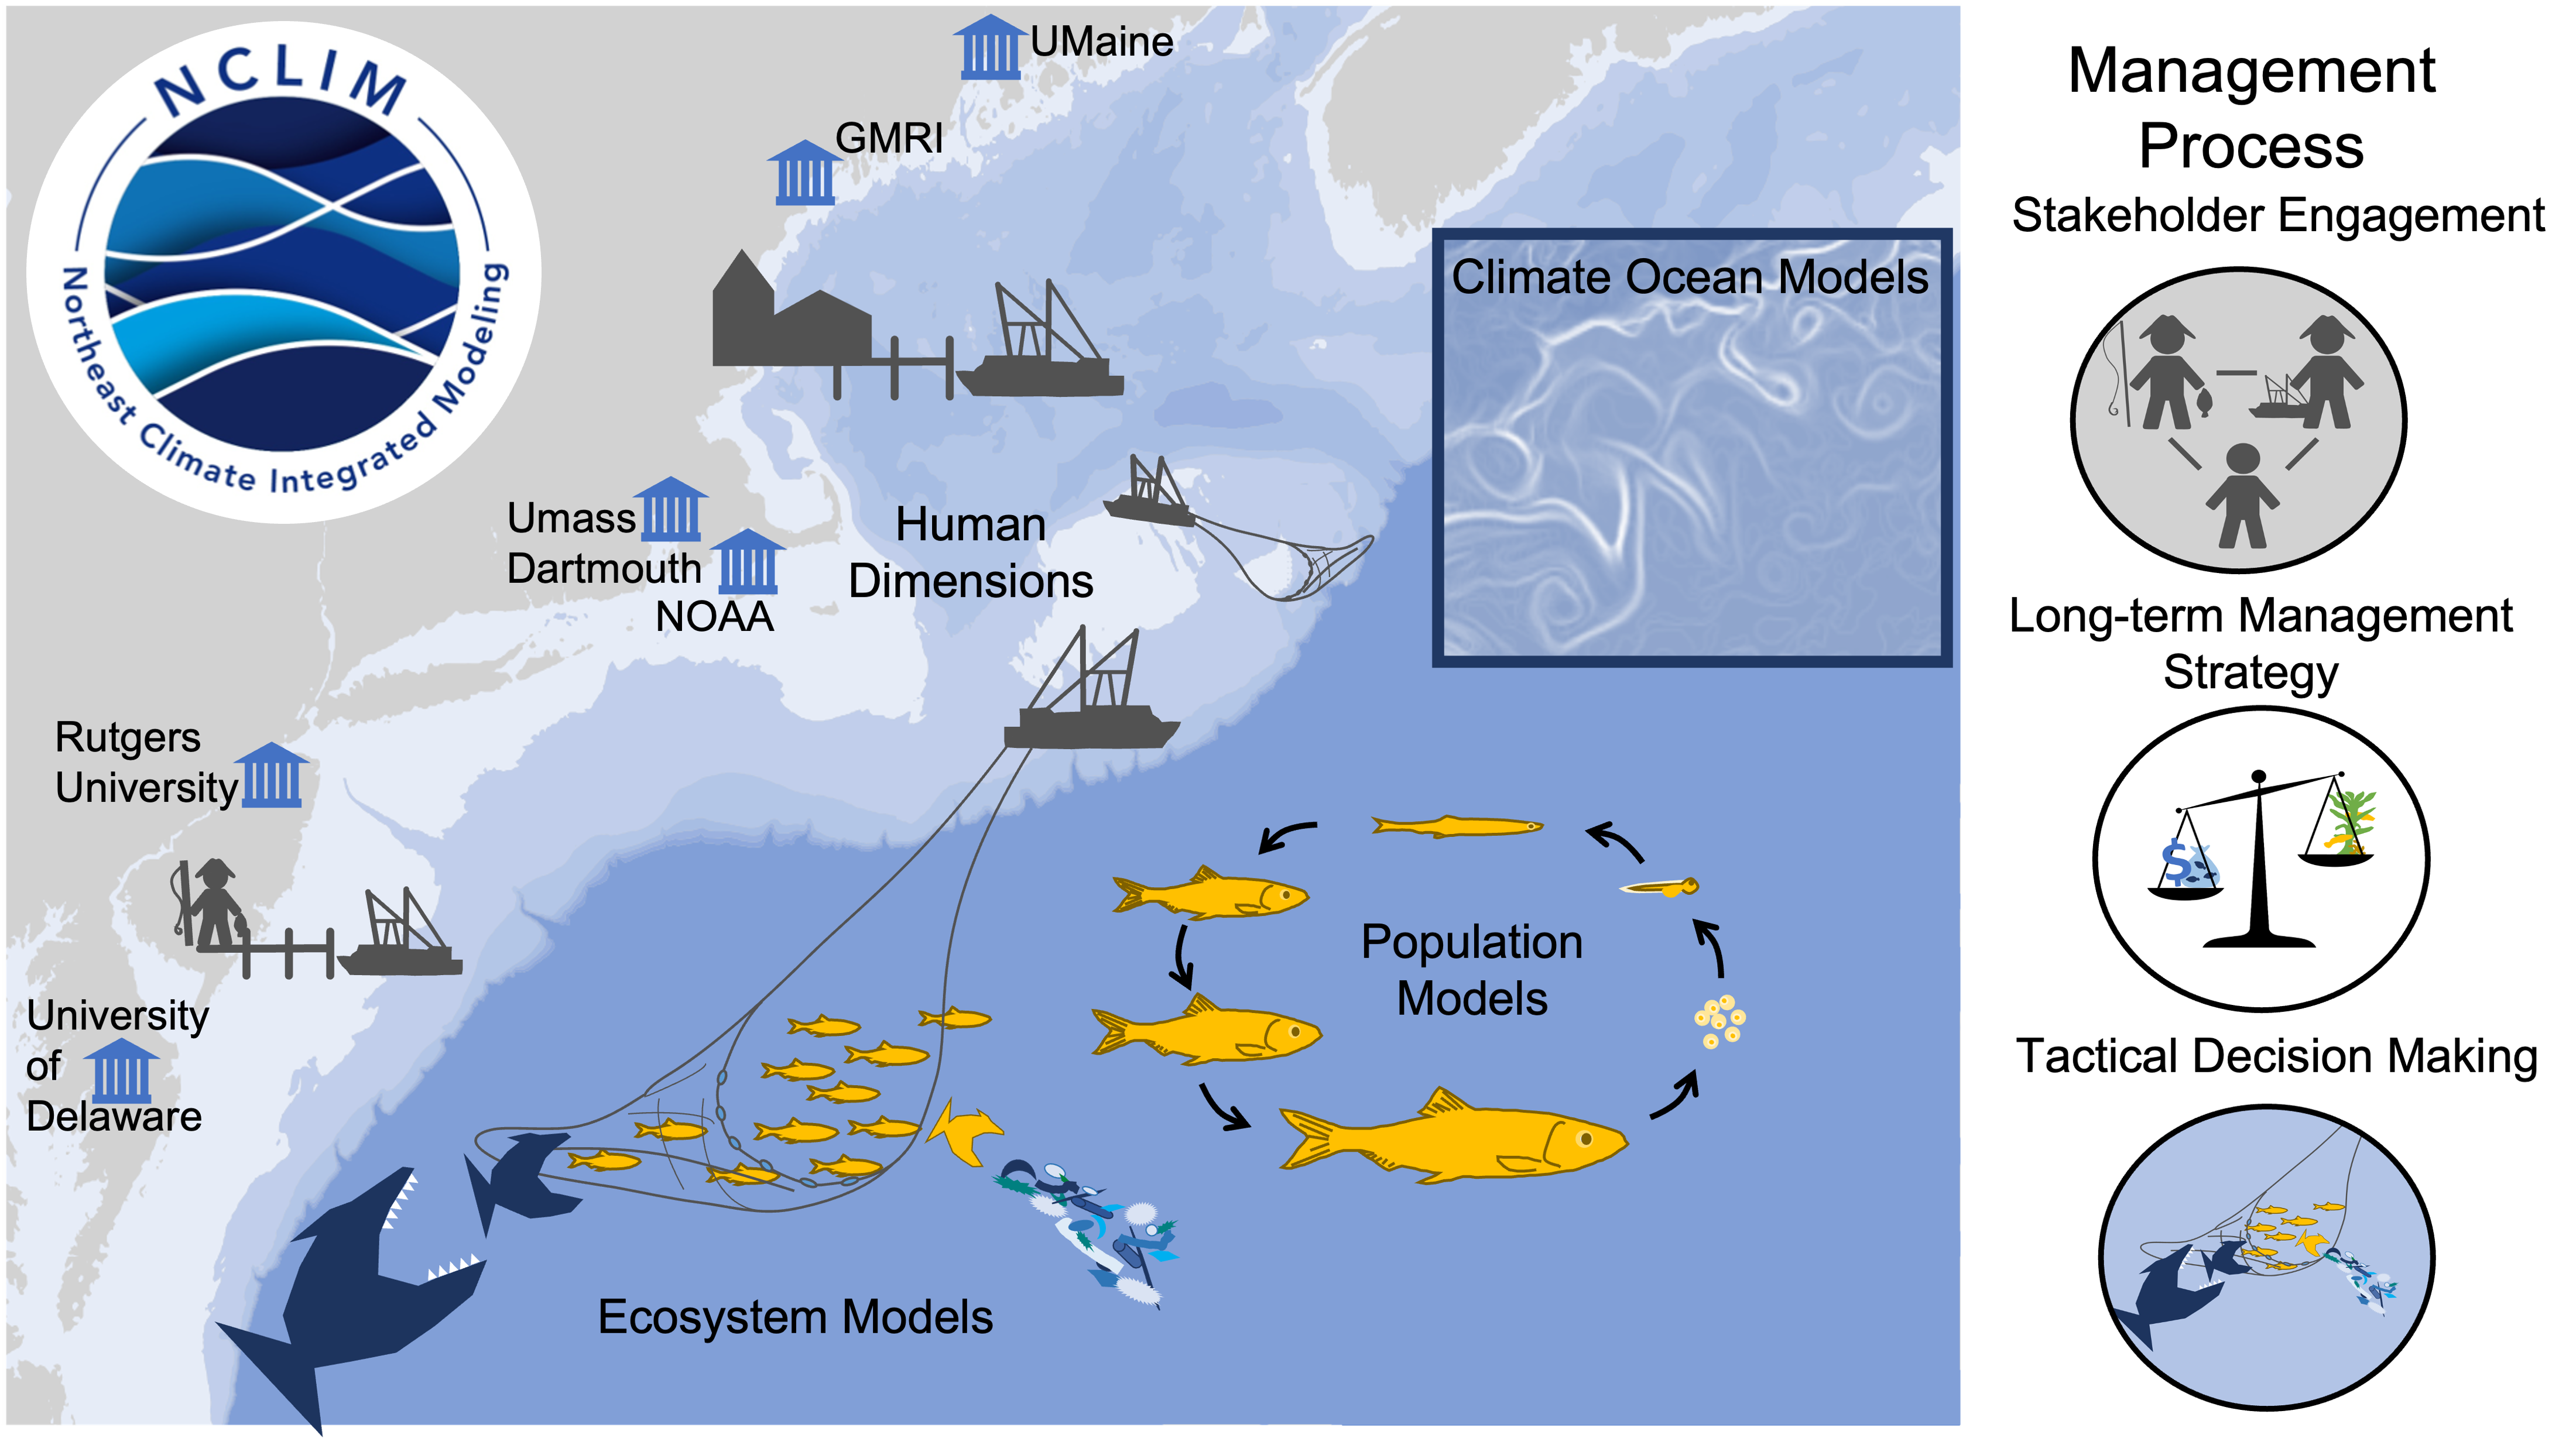 NCLIM
Northeast Climate Integrated Modeling
UMaine
GMRI
Umass
Dartmouth
NOAA
Rutgers
University
University
of
Delaware
Human
Dimensions
Climate Ocean Models
Population
Models
Ecosystem Models
Management
Process
Stakeholder Engagement
Long-term Management
Strategy
$
Tactical Decision Making